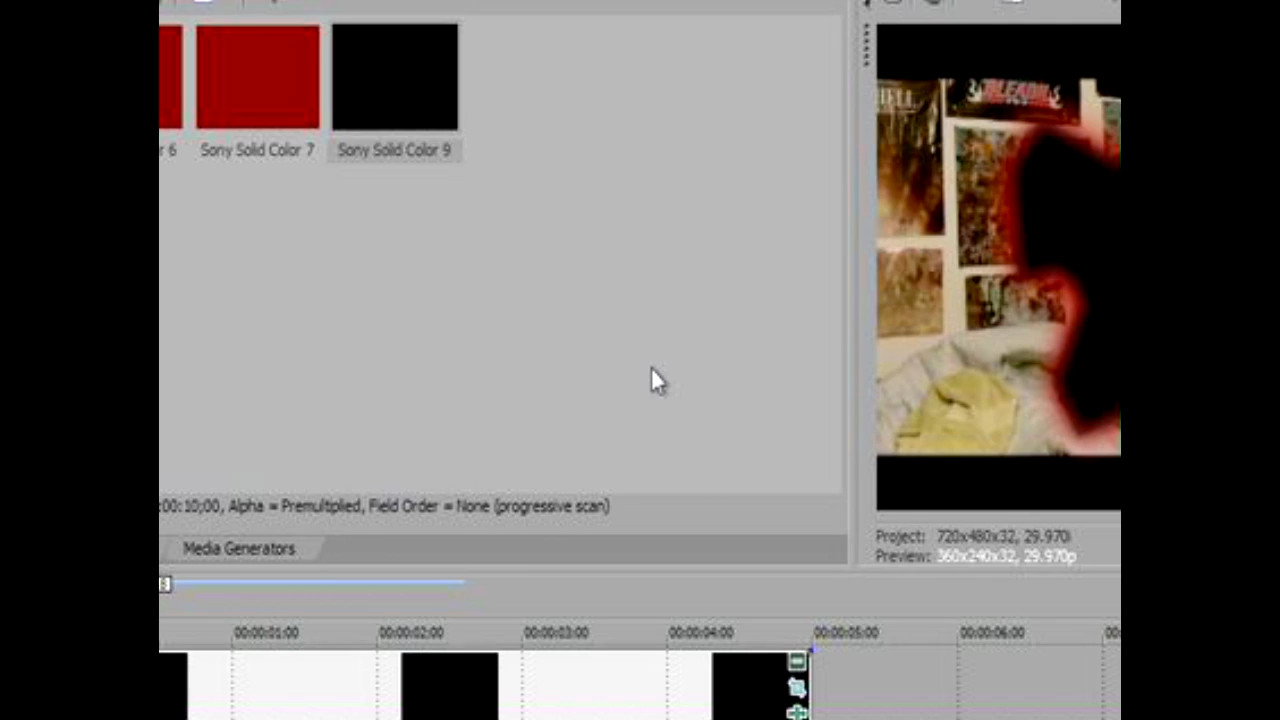 HELL
BLEACH
r 6
Sony Solid Color 7
Sony Solid Color 9
:00:10;00, Alpha = Premultiplied, Field Order = None (progressive scan)
Media Generators
Project: 720x480x32, 29.970i
Preview: 360x240x32, 29.970p
00:00:01:00
00:00:02:00
00:00:03:00
00:00:04:00
00:00:05:00
00:00:06:00
00: